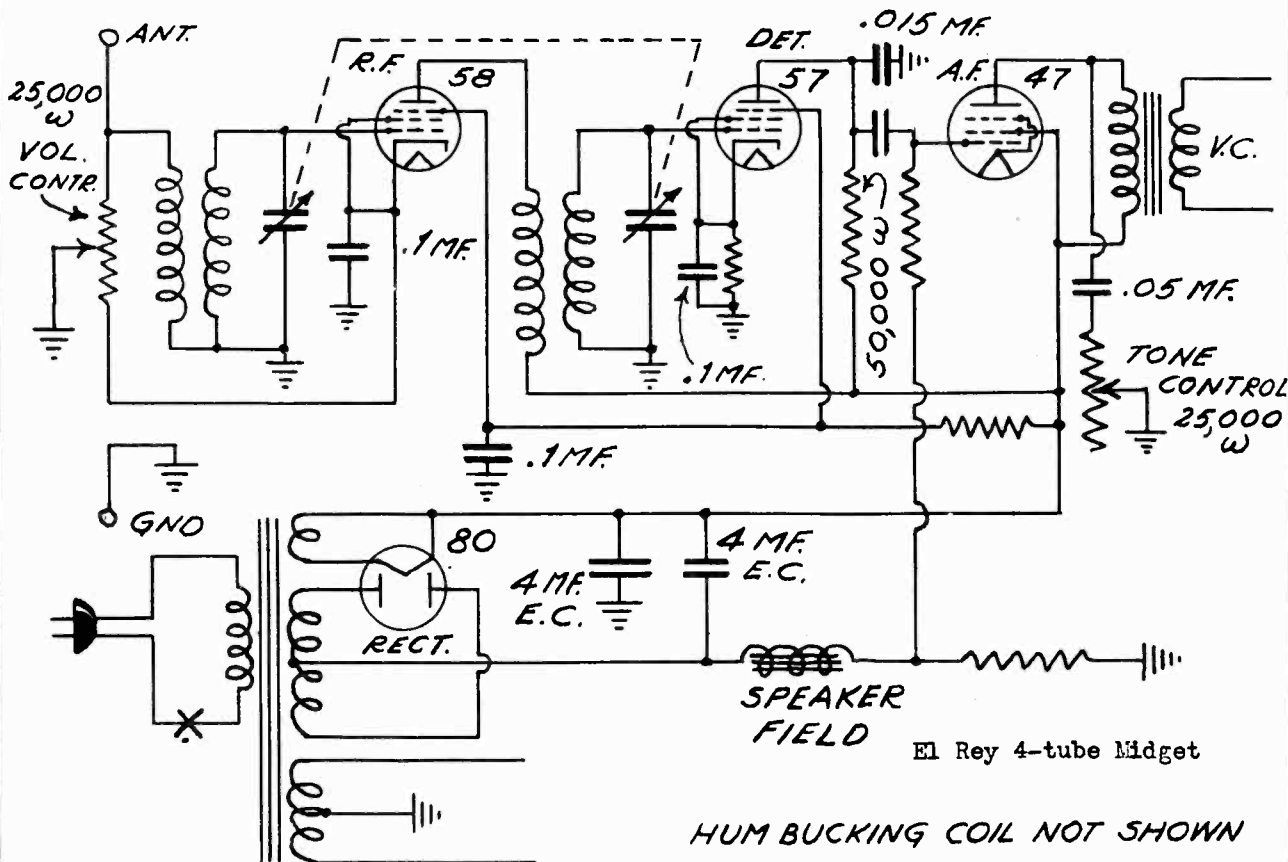 ANT.
25,000
ω
VOL.
CONTR.
R.F.
58
.1 MF.
DET.
57
.015 MF.
A.F.
47
V.C.
50,000 ω
.1 MF.
.05 MF.
TONE
CONTROL
25,000
ω
.1 MF.
GND
80
RECT.
4 MF.
E.C.
4
MF.
E.C.
SPEAKER
FIELD
El Rey 4-tube Midget
HUM BUCKING COIL NOT SHOWN